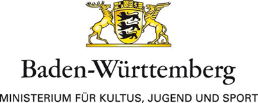 Baden-Württemberg
MINISTERIUM FÜR KULTUS, JUGEND UND SPORT